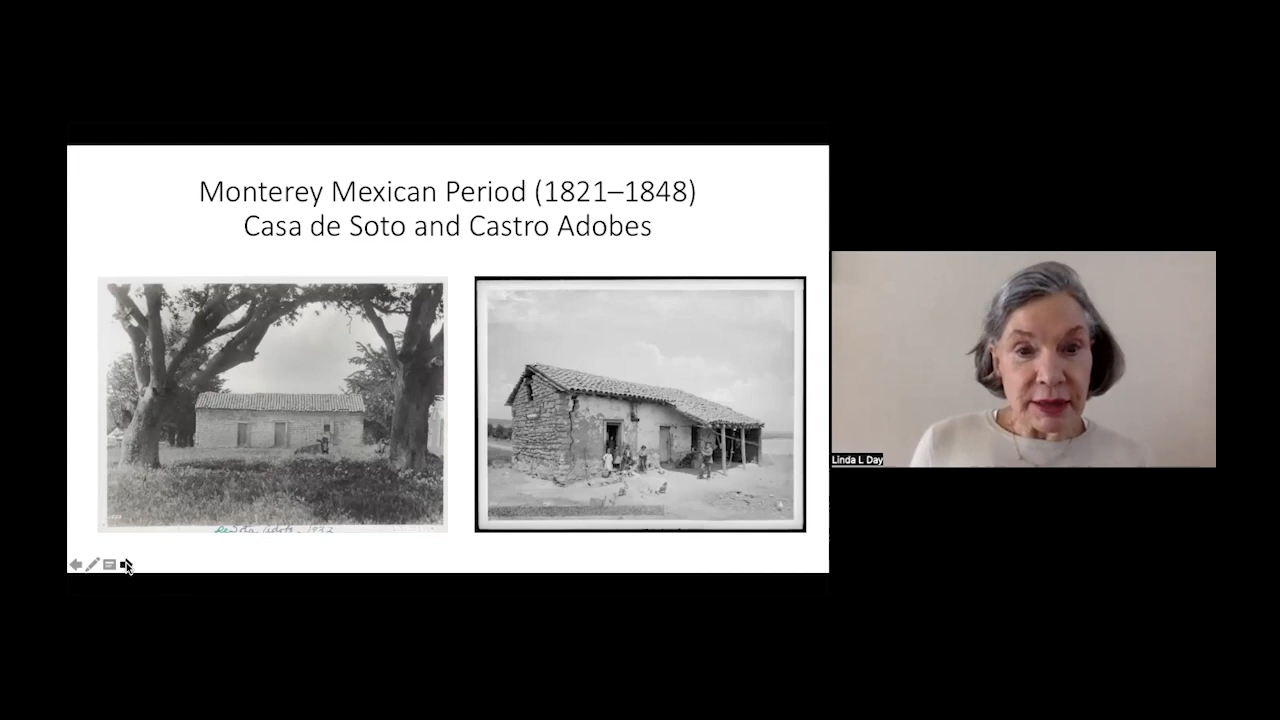 Monterey Mexican Period (1821–1848)
Casa de Soto and Castro Adobes
Linda L Day